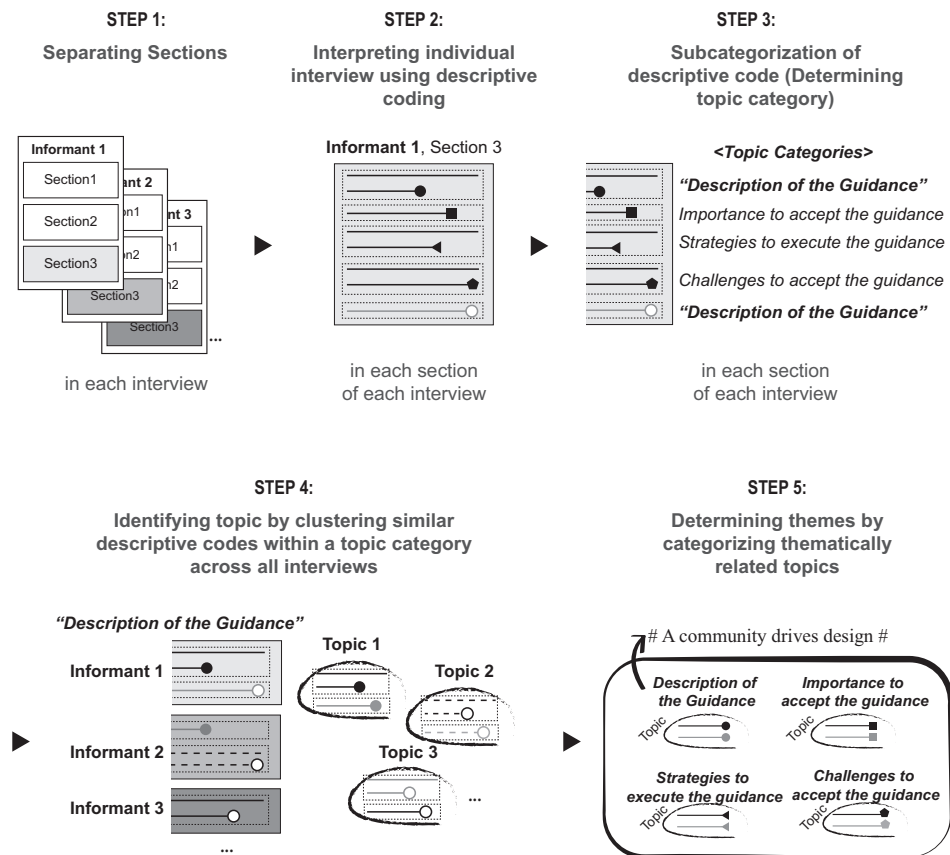 STEP 1:
Separating Sections
Informant 1
Section1
Section2
Section3
ant 2
on1
on2
Section3
nt 3
1
2
Section3
...
in each interview
STEP 2:
Interpreting individual
interview using descriptive
coding
Informant 1, Section 3
in each section
of each interview
STEP 3:
Subcategorization of
descriptive code (Determining
topic category)
<Topic Categories>
“Description of the Guidance”
Importance to accept the guidance
Strategies to execute the guidance
Challenges to accept the guidance
“Description of the Guidance”
in each section
of each interview
STEP 4:
Identifying topic by clustering similar
descriptive codes within a topic category
across all interviews
“Description of the Guidance”
Informant 1
Informant 2
Informant 3
...
Topic 1
Topic 2
Topic 3
...
STEP 5:
Determining themes by
categorizing thematically
related topics
# A community drives design #
Description of
the Guidance
Topic
Importance to
accept the guidance
Topic
Strategies to
execute the guidance
Topic
Challenges to
accept the guidance
Topic